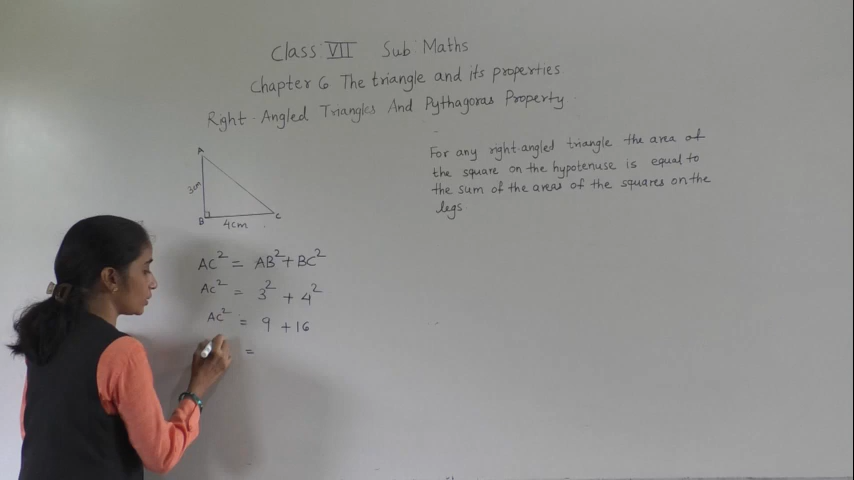 Class VII Sub: Maths
Chapter 6 The triangle and its properties
Right-Angled Triangles And Pythagoras Property
For any right-angled triangle the area of
the square on the hypotenuse is equal to
the sum of the areas of the squares on the
legs
A
3cm
B
4cm
C
AC² = AB² + BC²
AC² = 3² + 4²
AC² = 9 + 16
=